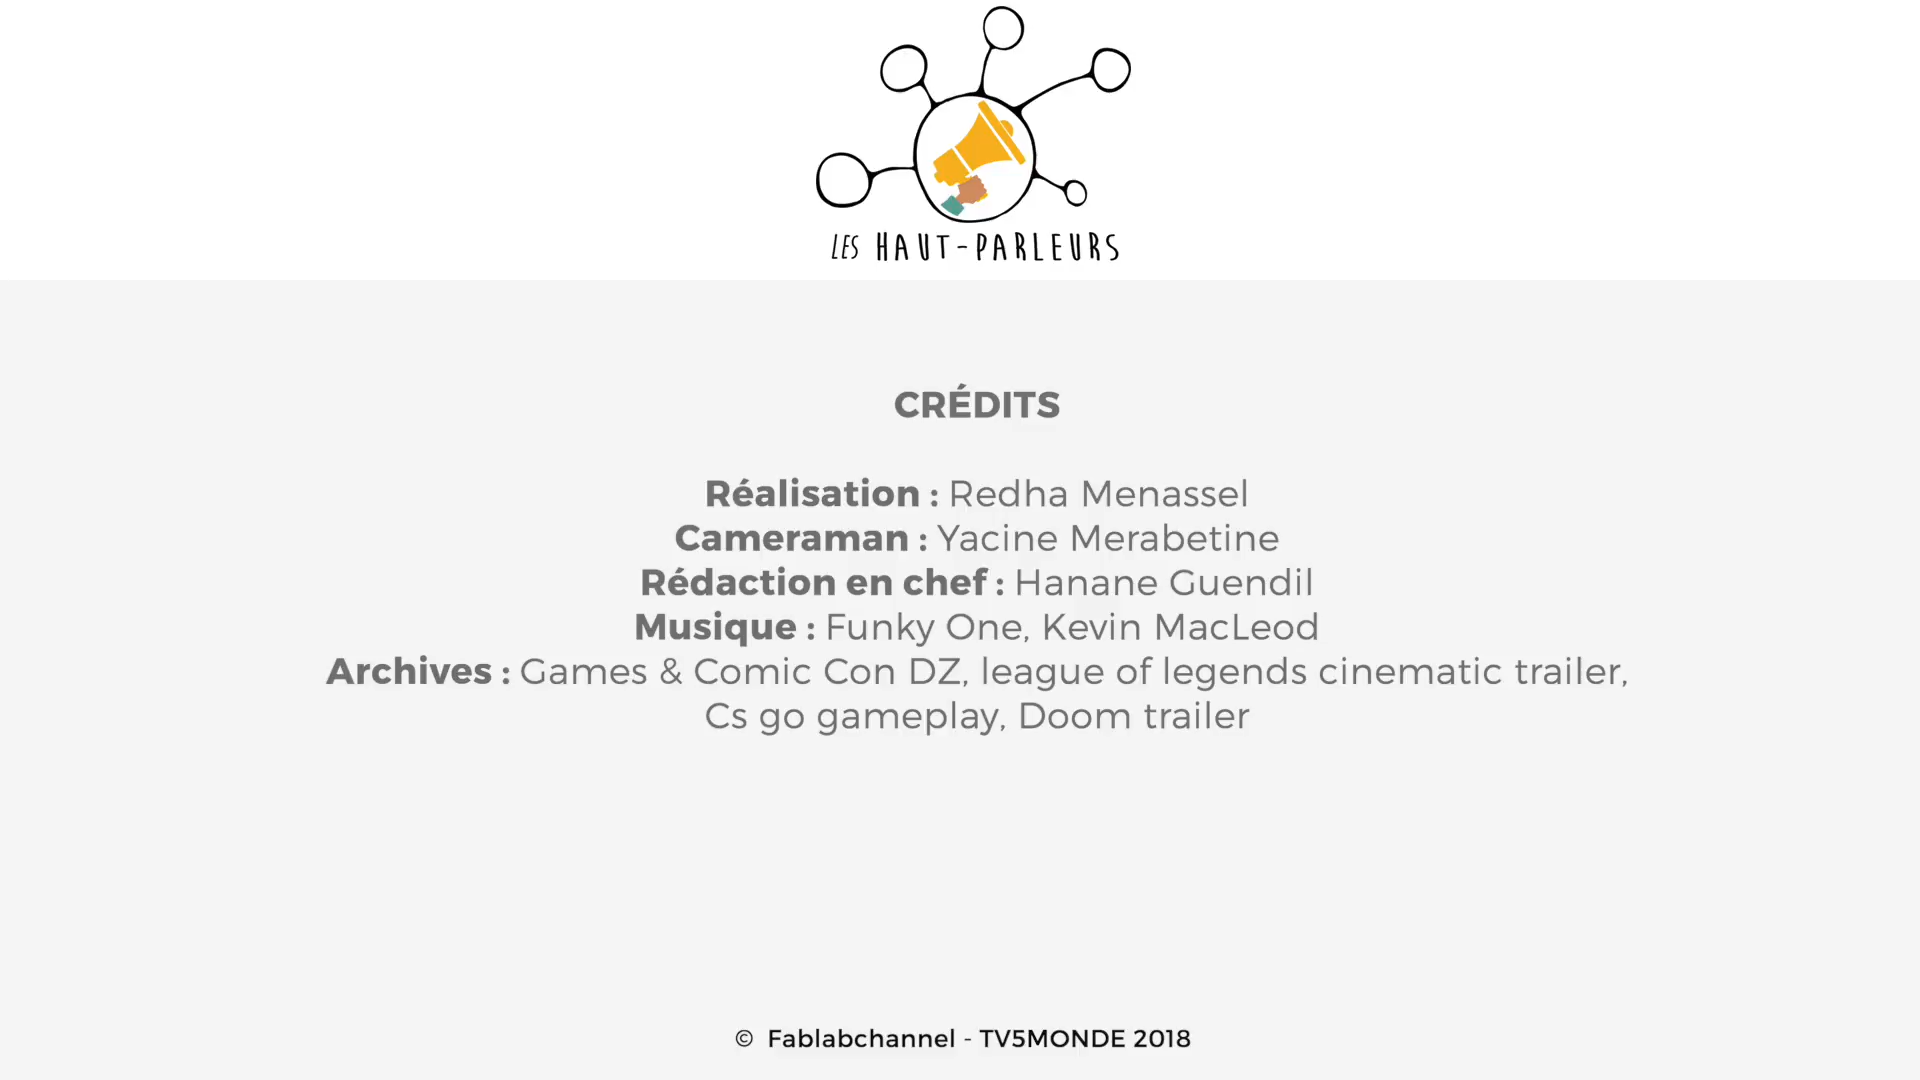 LES HAUT-PARLEURS
CRÉDITS
Réalisation : Redha Menassel
Cameraman : Yacine Merabetine
Rédaction en chef : Hanane Guendil
Musique : Funky One, Kevin MacLeod
Archives : Games & Comic Con DZ, league of legends cinematic trailer,
Cs go gameplay, Doom trailer
© Fablabchannel - TV5MONDE 2018